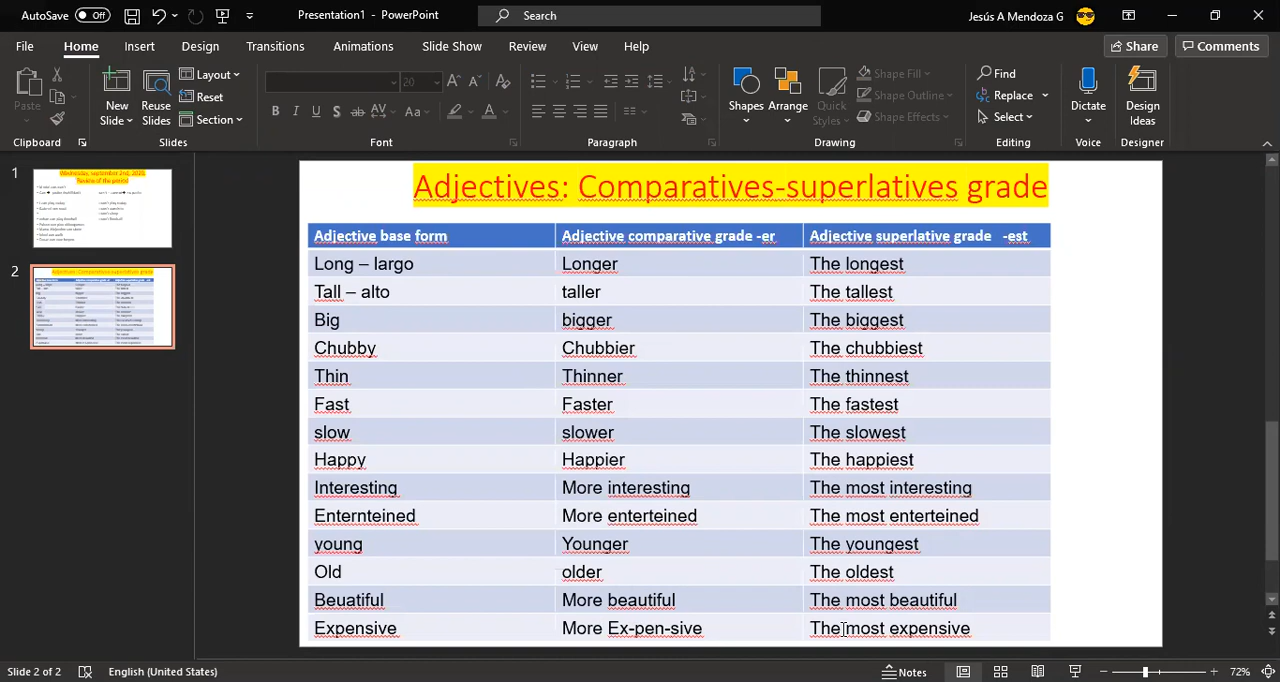 AutoSave Off Presentation1 - PowerPoint Search Jesús A Mendoza G
File Home Insert Design Transitions Animations Slide Show Review View Help Share Comments
Paste New Slide Reuse Slides Layout Reset Section 20 Shapes Arrange Quick Styles Shape Fill Shape Outline Shape Effects Find Replace Select Dictate Design Ideas
Clipboard Slides Font Paragraph Drawing Editing Voice Designer
1
2
Adjectives: Comparatives-superlatives grade
Adjective base form Adjective comparative grade -er Adjective superlative grade -est
Long – largo Longer The longest
Tall – alto taller The tallest
Big bigger The biggest
Chubby Chubbier The chubbiest
Thin Thinner The thinnest
Fast Faster The fastest
slow slower The slowest
Happy Happier The happiest
Interesting More interesting The most interesting
Enternteined More enterteined The most enterteined
young Younger The youngest
Old older The oldest
Beuatiful More beautiful The most beautiful
Expensive More Ex-pen-sive The most expensive
Slide 2 of 2 English (United States) Notes 72%